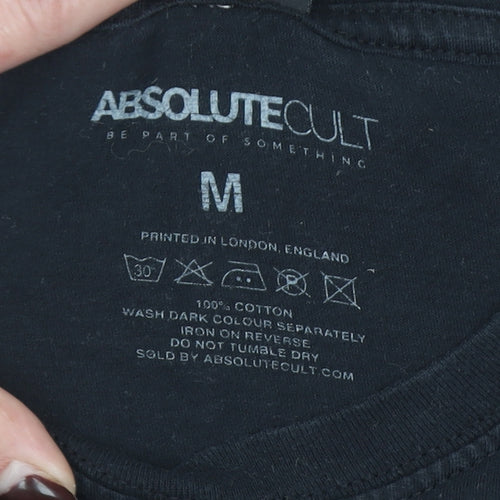 ABSOLUTECULT
BE PART OF SOMETHING
M
PRINTED IN LONDON, ENGLAND
30° P
100% COTTON
WASH DARK COLOUR SEPARATELY
IRON ON REVERSE
DO NOT TUMBLE DRY
SOLD BY ABSOLUTECULT.COM